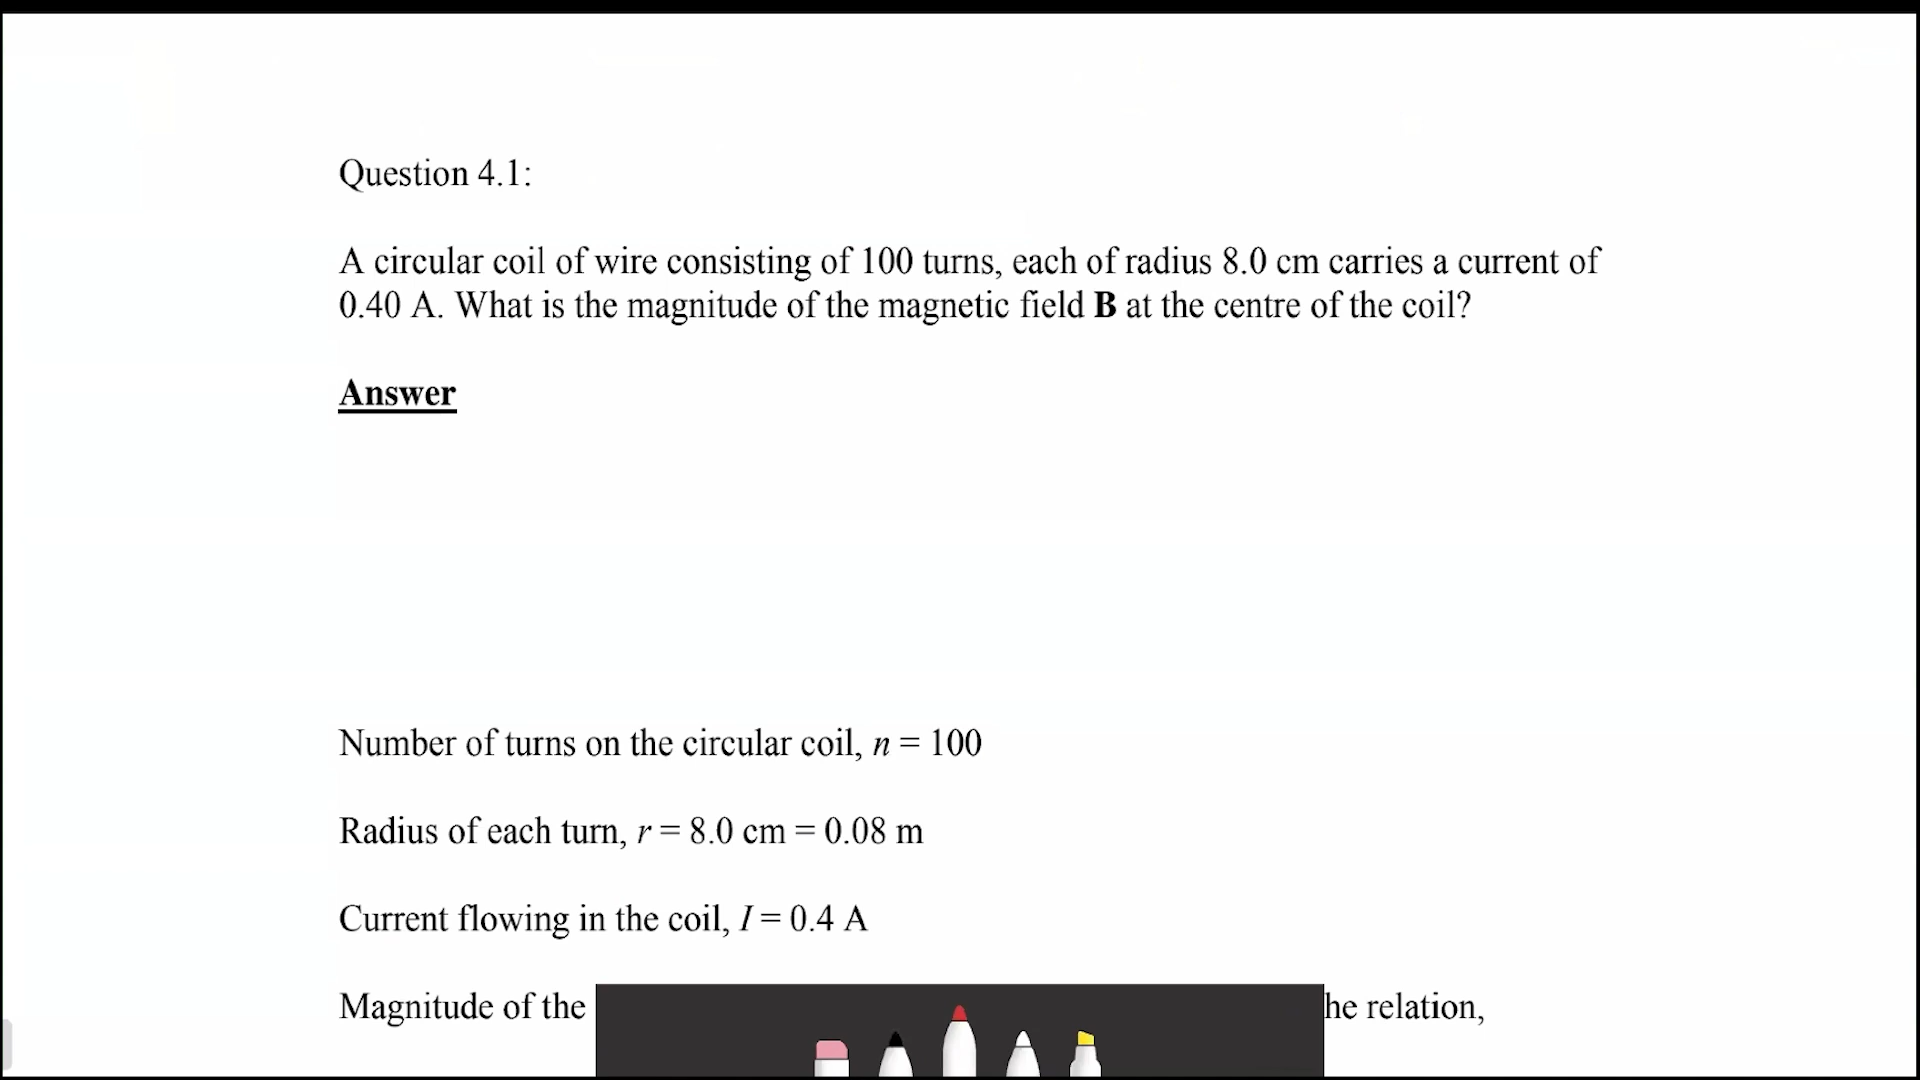 Question 4.1:
A circular coil of wire consisting of 100 turns, each of radius 8.0 cm carries a current of
0.40 A. What is the magnitude of the magnetic field B at the centre of the coil?
Answer
Number of turns on the circular coil, n = 100
Radius of each turn, r = 8.0 cm = 0.08 m
Current flowing in the coil, I = 0.4 A
Magnitude of the he relation,